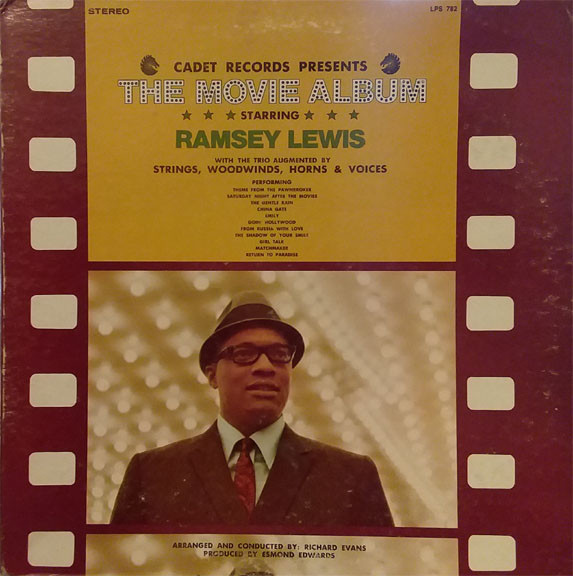 STEREO
LPS 782
CADET RECORDS PRESENTS
THE MOVIE ALBUM
STARRING
RAMSEY LEWIS
WITH THE TRIO AUGMENTED BY
STRINGS, WOODWINDS, HORNS & VOICES
PERFORMING
THEME FROM THE PAWNBROKER
SATURDAY NIGHT AFTER THE MOVIES
THE GENTLE RAIN
CHINA GATE
EMILY
GOIN' HOLLYWOOD
FROM RUSSIA WITH LOVE
THE SHADOW OF YOUR SMILE
GIRL TALK
MATCHMAKER
RETURN TO PARADISE
ARRANGED AND CONDUCTED BY: RICHARD EVANS
PRODUCED BY ESMOND EDWARDS